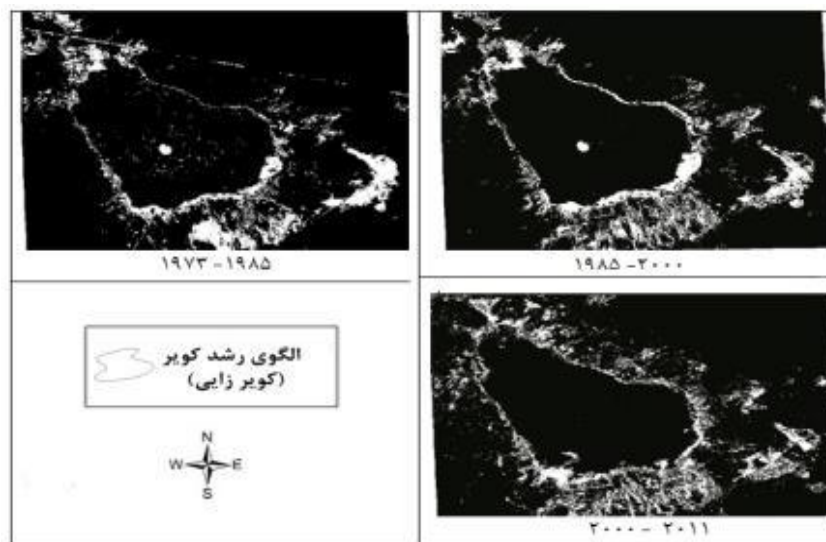 ۱۹۷۳-۱۹۸۵
۱۹۸۵-۲۰۰۰
الگوی رشد کویر
(کویر زایی)
N
W E
S
۲۰۰۰ - ۲۰۱۱